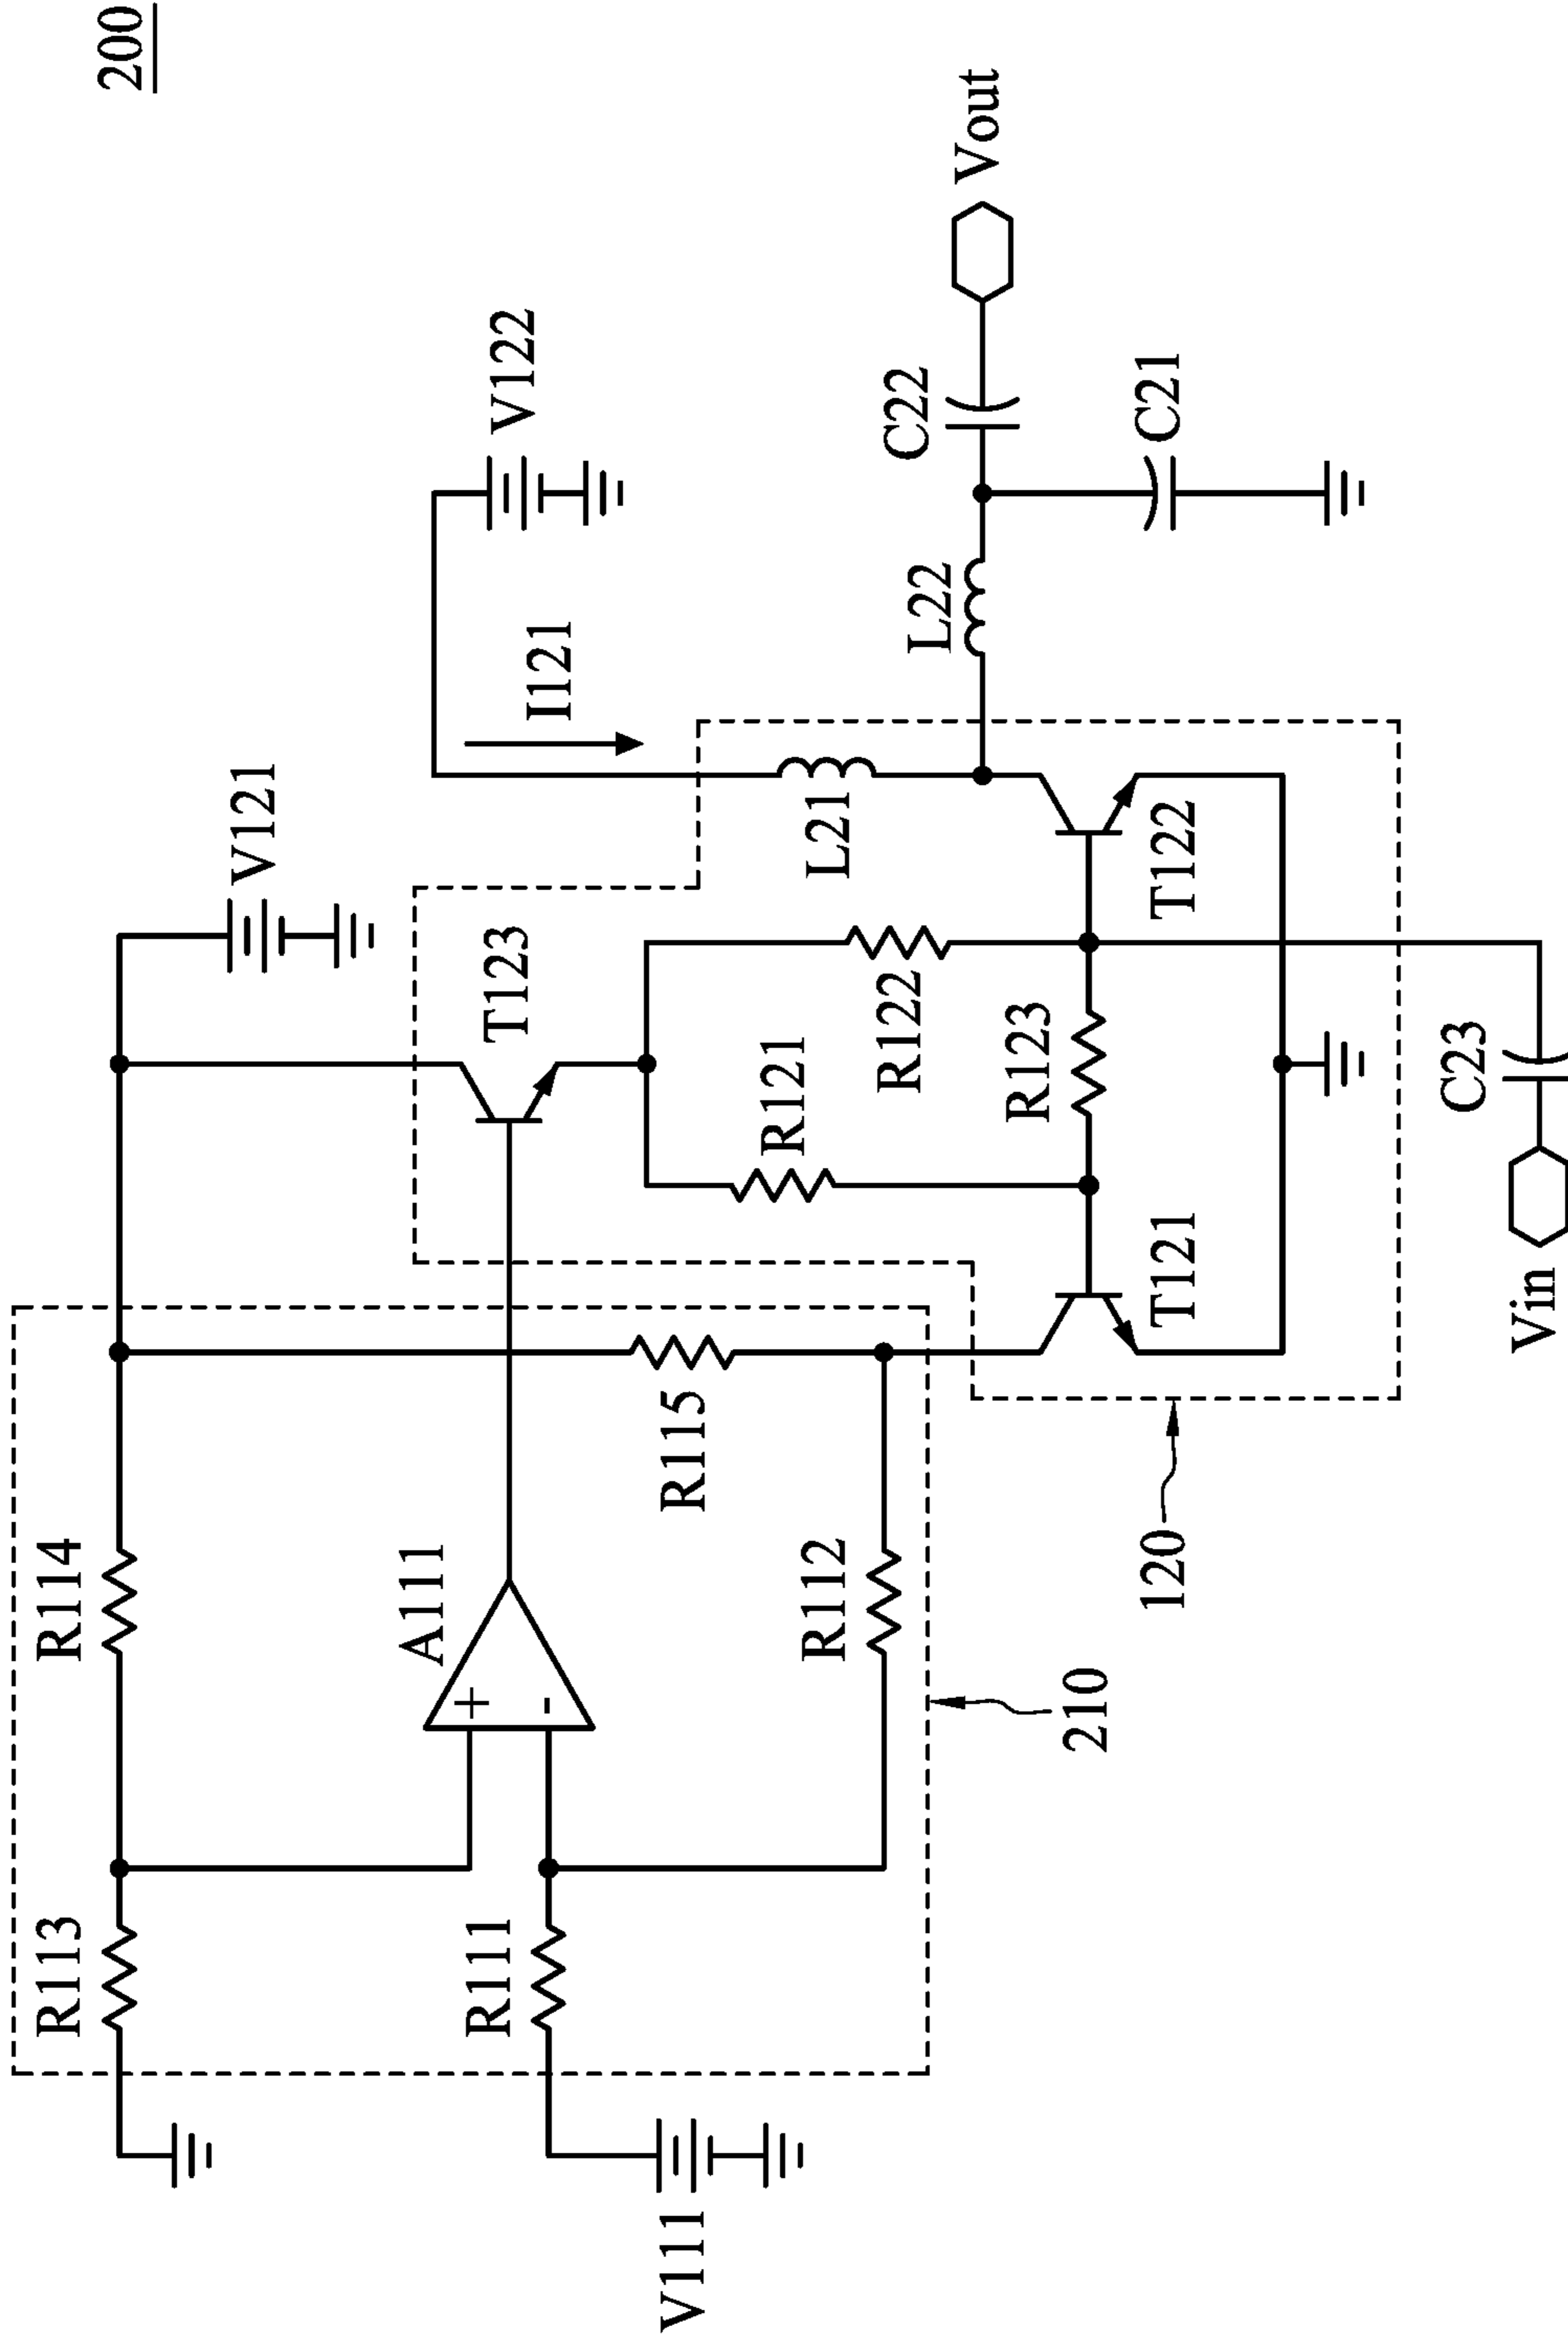 200
R113
R114
V121
V111
R111
A111
T123
I121
V122
R115
R112
R121
R122
L21
L22
C22
Vout
R123
210
120
T121
T122
C21
Vin
C23
+
-